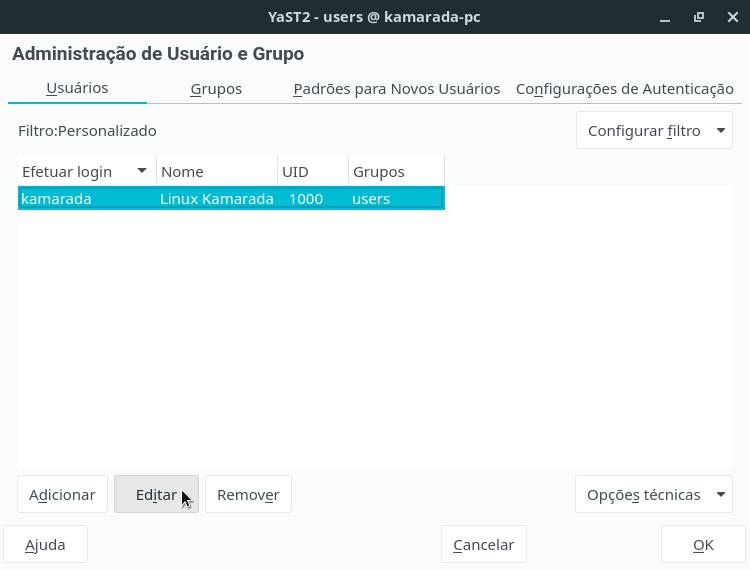 YaST2 - users @ kamarada-pc
Administração de Usuário e Grupo
Usuários Grupos Padrões para Novos Usuários Configurações de Autenticação
Filtro:Personalizado Configurar filtro
Efetuar login Nome UID Grupos
kamarada Linux Kamarada 1000 users
Adicionar Editar Remover Opções técnicas
Ajuda Cancelar OK